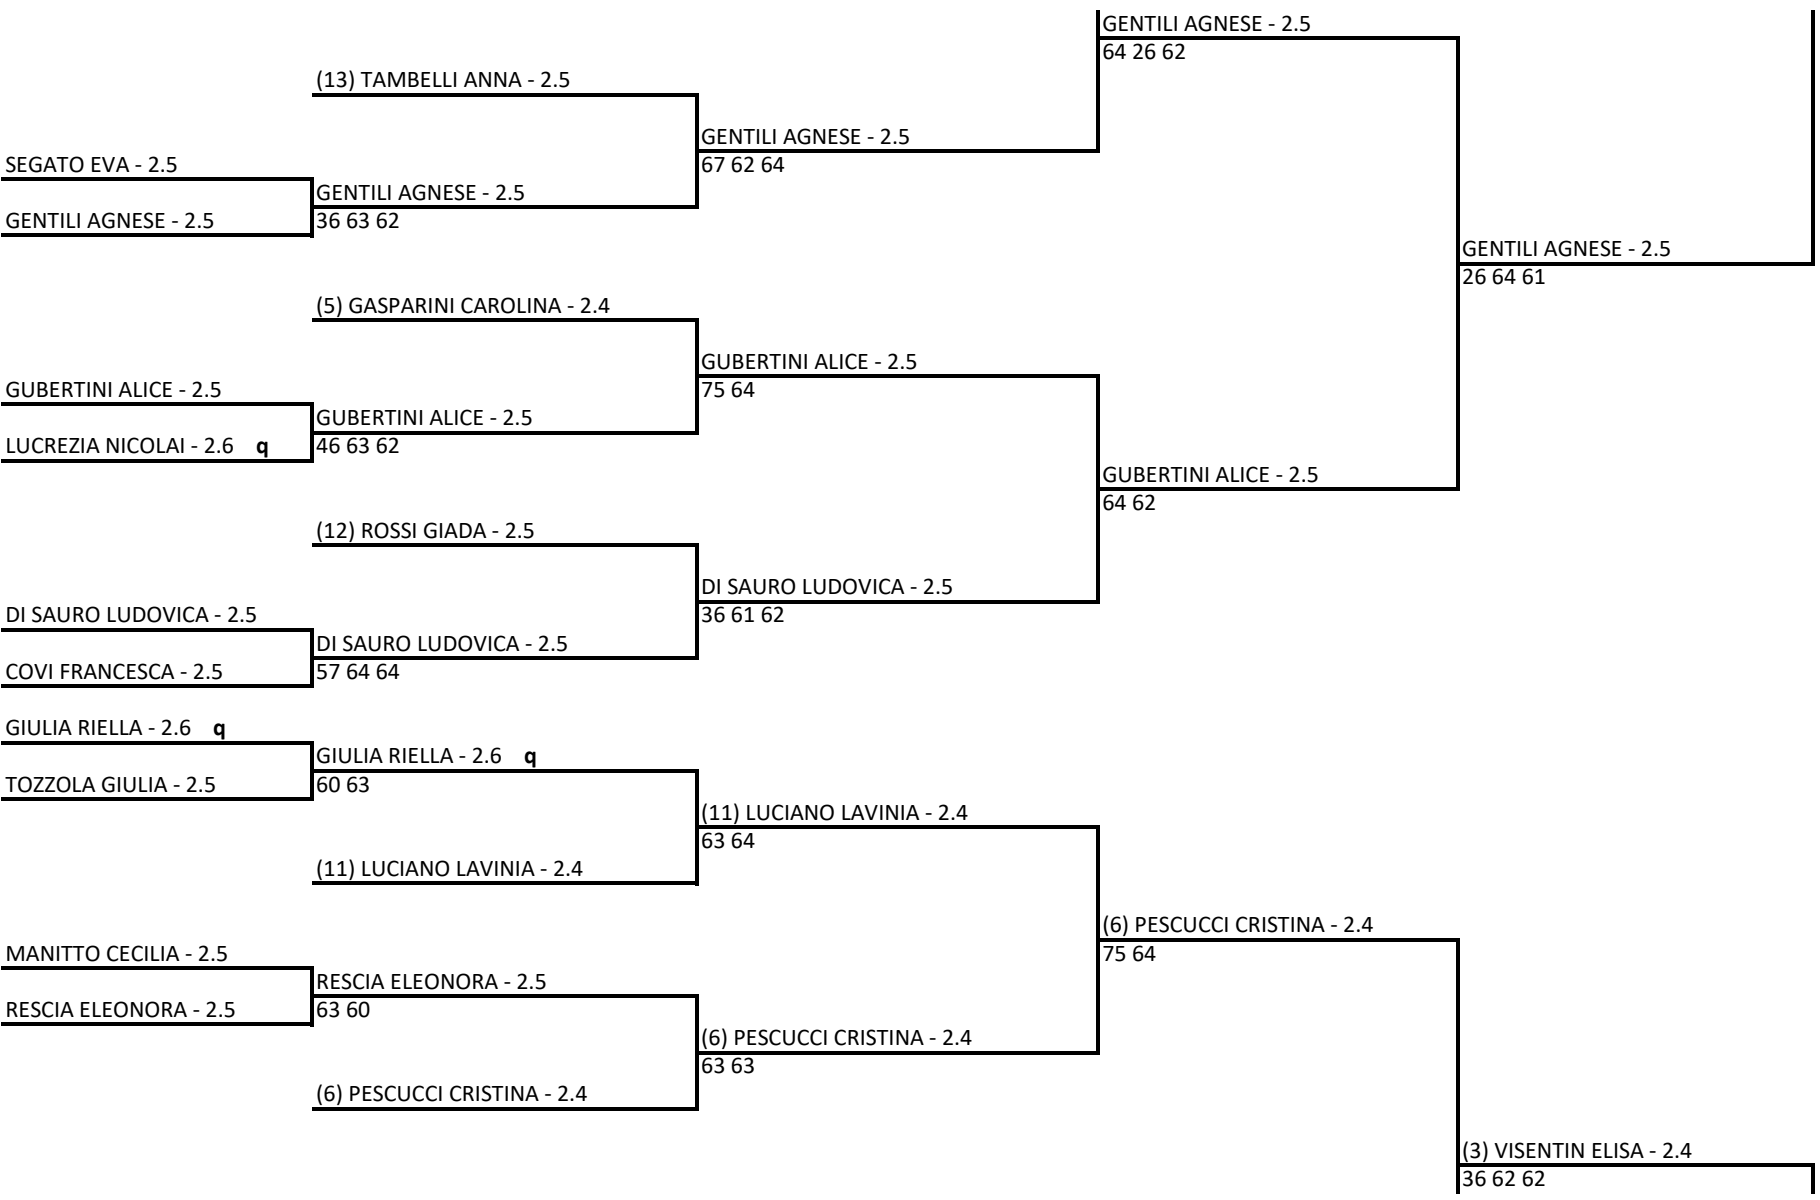 GENTILI AGNESE - 2.5
64 26 62
(13) TAMBELLI ANNA - 2.5
GENTILI AGNESE - 2.5
67 62 64
SEGATO EVA - 2.5
GENTILI AGNESE - 2.5
GENTILI AGNESE - 2.5
36 63 62
GENTILI AGNESE - 2.5
26 64 61
(5) GASPARINI CAROLINA - 2.4
GUBERTINI ALICE - 2.5
75 64
GUBERTINI ALICE - 2.5
GUBERTINI ALICE - 2.5
LUCREZIA NICOLAI - 2.6 q
46 63 62
GUBERTINI ALICE - 2.5
64 62
(12) ROSSI GIADA - 2.5
DI SAURO LUDOVICA - 2.5
36 61 62
DI SAURO LUDOVICA - 2.5
DI SAURO LUDOVICA - 2.5
COVI FRANCESCA - 2.5
57 64 64
GIULIA RIELLA - 2.6 q
GIULIA RIELLA - 2.6 q
TOZZOLA GIULIA - 2.5
60 63
(11) LUCIANO LAVINIA - 2.4
63 64
(11) LUCIANO LAVINIA - 2.4
(6) PESCUCCI CRISTINA - 2.4
75 64
MANITTO CECILIA - 2.5
RESCIA ELEONORA - 2.5
RESCIA ELEONORA - 2.5
63 60
(6) PESCUCCI CRISTINA - 2.4
63 63
(6) PESCUCCI CRISTINA - 2.4
(3) VISENTIN ELISA - 2.4
36 62 62